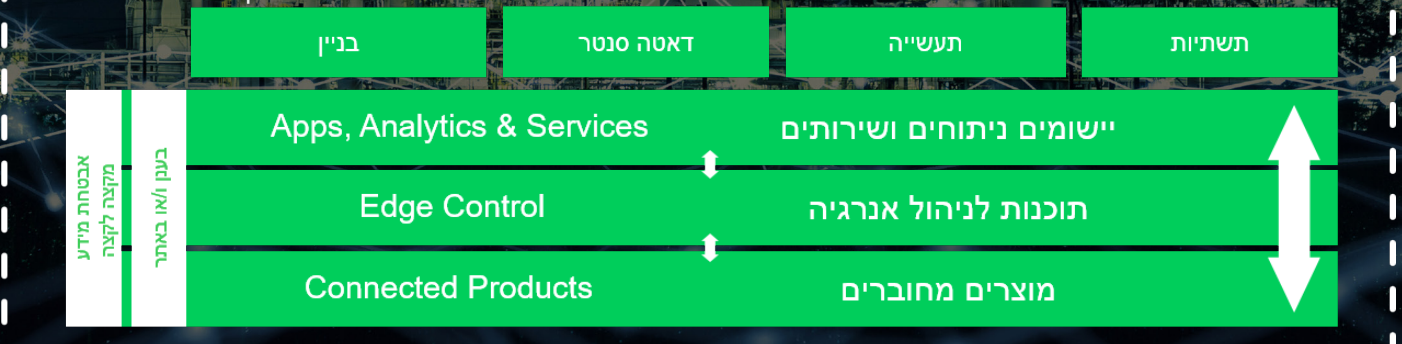 תשתיות
תעשייה
דאטה סנטר
בניין
Apps, Analytics & Services
יישומים ניתוחים ושירותים
Edge Control
תוכנות לניהול אנרגיה
Connected Products
מוצרים מחוברים
בענן ו/או באתר
אבטחת מידע
מקצה לקצה